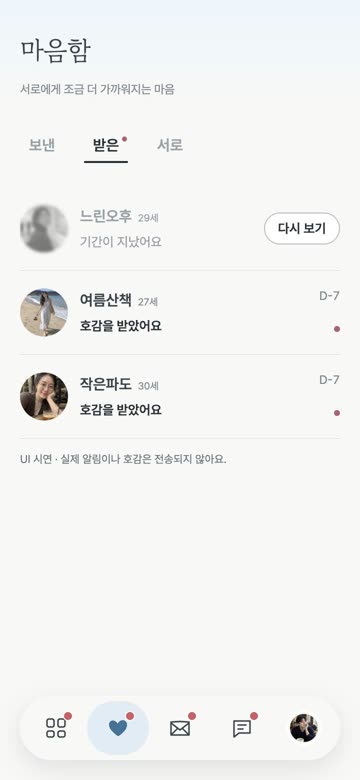 마음함
서로에게 조금 더 가까워지는 마음
보낸 받은 서로
느린오후 29세
기간이 지났어요
다시 보기
여름산책 27세
호감을 받았어요
D-7
작은파도 30세
호감을 받았어요
D-7
UI 시연 · 실제 알림이나 호감은 전송되지 않아요.